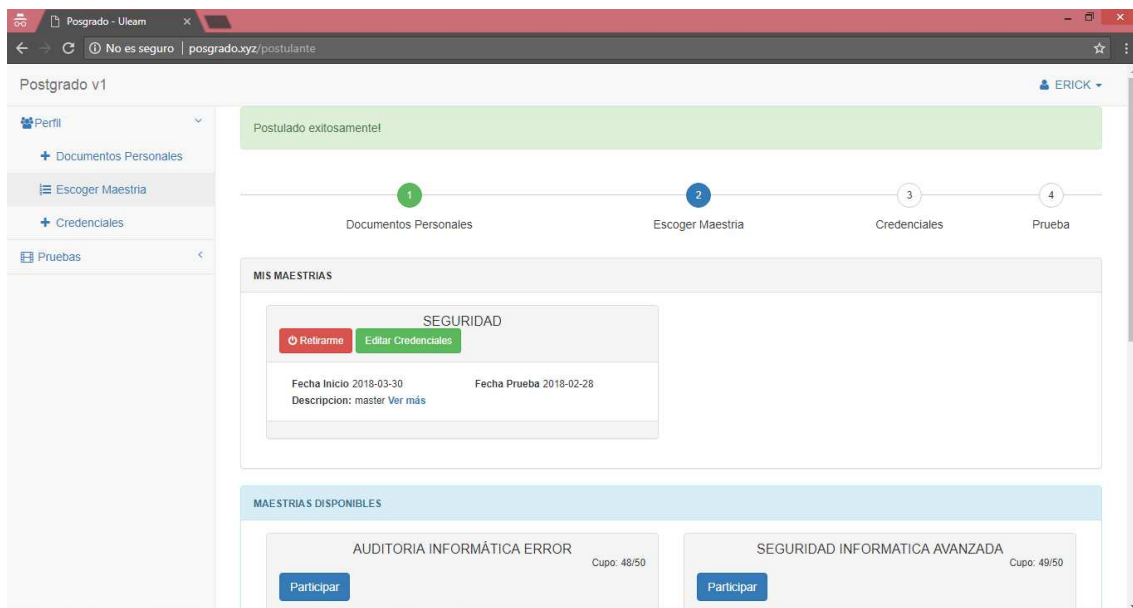 Posgrado - Uleam
No es seguro | posgrado.xyz/postulante
Postgrado v1
ERICK
Perfil
Documentos Personales
Escoger Maestria
Credenciales
Pruebas
Postulado exitosamente!
1 2 3 4
Documentos Personales Escoger Maestria Credenciales Prueba
MIS MAESTRIAS
SEGURIDAD
Retirarme Editar Credenciales
Fecha Inicio 2018-03-30 Fecha Prueba 2018-02-28
Descripcion: master Ver más
MAESTRIAS DISPONIBLES
AUDITORIA INFORMÁTICA ERROR
Cupo: 48/50
Participar
SEGURIDAD INFORMATICA AVANZADA
Cupo: 49/50
Participar